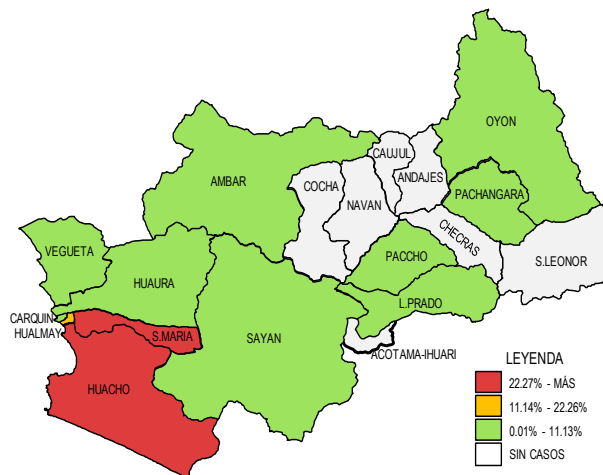 OYON
CAUJUL
ANDAJES
COCHA
AMBAR
NAVAN
PACHANGARA
CHECRAS
VEGUETA
PACCHO
S.LEONOR
HUAURA
L.PRADO
CARQUIN
HUALMAY
S.MARIA
SAYAN
ACOTAMA-IHUARI
HUACHO
LEYENDA
22.27% - MÁS
11.14% - 22.26%
0.01% - 11.13%
SIN CASOS